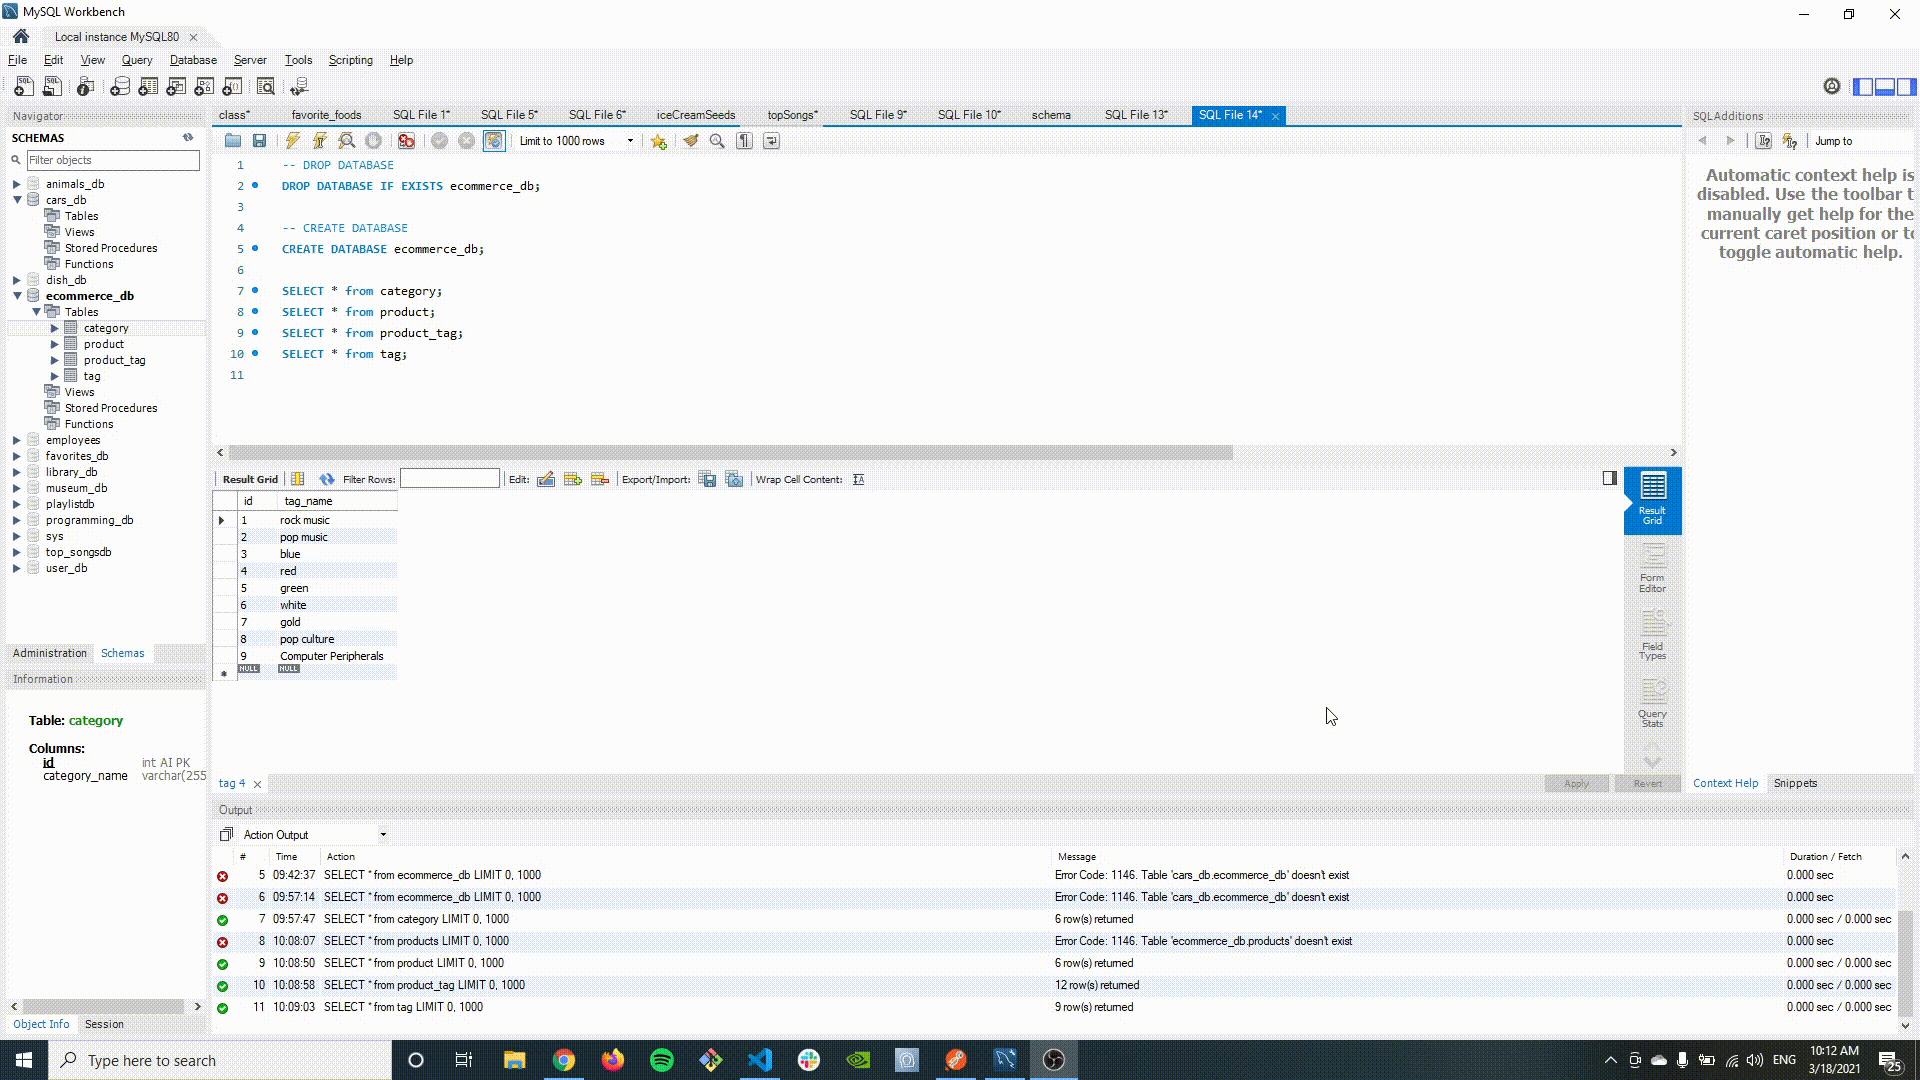 MySQL Workbench
Local instance MySQL80
File Edit View Query Database Server Tools Scripting Help
Navigator
SCHEMAS
Filter objects
animals_db
cars_db
Tables
Views
Stored Procedures
Functions
dish_db
ecommerce_db
Tables
category
product
product_tag
tag
Views
Stored Procedures
Functions
employees
favorites_db
library_db
museum_db
playlistdb
programming_db
sys
top_songsdb
user_db
Administration Schemas
Information
Table: category
Columns:
id int AI PK
category_name varchar(255
Object Info Session
class* favorite_foods SQL File 1* SQL File 5* SQL File 6* iceCreamSeeds topSongs* SQL File 9* SQL File 10* schema SQL File 13* SQL File 14*
Limit to 1000 rows
1 -- DROP DATABASE
2 DROP DATABASE IF EXISTS ecommerce_db;
3
4 -- CREATE DATABASE
5 CREATE DATABASE ecommerce_db;
6
7 SELECT * from category;
8 SELECT * from product;
9 SELECT * from product_tag;
10 SELECT * from tag;
11
Result Grid Filter Rows: Edit: Export/Import: Wrap Cell Content:
id tag_name
1 rock music
2 pop music
3 blue
4 red
5 green
6 white
7 gold
8 pop culture
9 Computer Peripherals
NULL NULL
Result Grid
Form Editor
Field Types
Query Stats
tag 4
Apply Revert
SQLAdditions
Jump to
Automatic context help is
disabled. Use the toolbar t
manually get help for the
current caret position or to
toggle automatic help.
Context Help Snippets
Output
Action Output
# Time Action Message Duration / Fetch
5 09:42:37 SELECT * from ecommerce_db LIMIT 0, 1000 Error Code: 1146. Table 'cars_db.ecommerce_db' doesn't exist 0.000 sec
6 09:57:14 SELECT * from ecommerce_db LIMIT 0, 1000 Error Code: 1146. Table 'cars_db.ecommerce_db' doesn't exist 0.000 sec
7 09:57:47 SELECT * from category LIMIT 0, 1000 6 row(s) returned 0.000 sec / 0.000 sec
8 10:08:07 SELECT * from products LIMIT 0, 1000 Error Code: 1146. Table 'ecommerce_db.products' doesn't exist 0.000 sec
9 10:08:50 SELECT * from product LIMIT 0, 1000 6 row(s) returned 0.000 sec / 0.000 sec
10 10:08:58 SELECT * from product_tag LIMIT 0, 1000 12 row(s) returned 0.000 sec / 0.000 sec
11 10:09:03 SELECT * from tag LIMIT 0, 1000 9 row(s) returned 0.000 sec / 0.000 sec
Type here to search
ENG
10:12 AM
3/18/2021
25